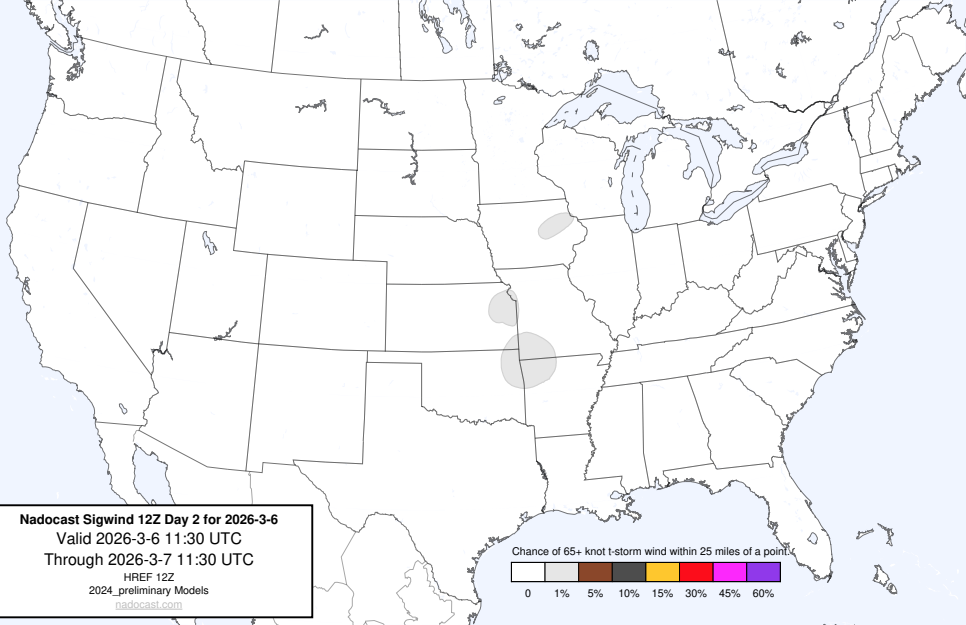 Nadocast Sigwind 12Z Day 2 for 2026-3-6
Valid 2026-3-6 11:30 UTC
Through 2026-3-7 11:30 UTC
HREF 12Z
2024_preliminary Models
nadocast.com
Chance of 65+ knot t-storm wind within 25 miles of a point.
0 1% 5% 10% 15% 30% 45% 60%